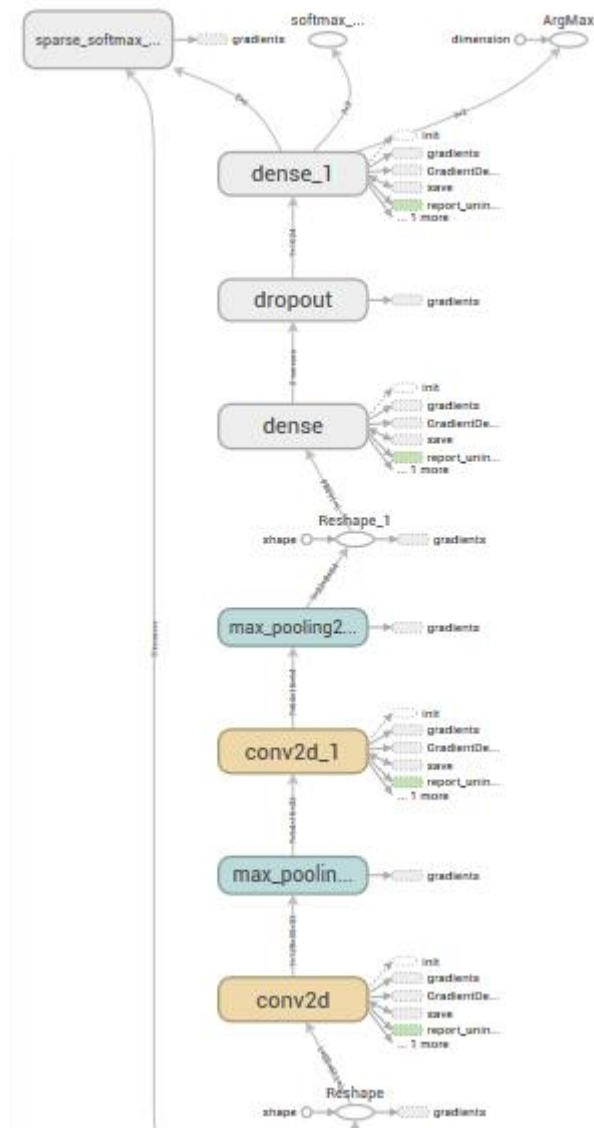 softmax_...
ArgMax
sparse_softmax_...
gradients
dimension
init
gradients
dense_1
GradientDe...
save
report_unin...
... 1 more
dropout
gradients
init
gradients
dense
GradientDe...
save
report_unin...
... 1 more
Reshape_1
shape
gradients
max_pooling2...
gradients
init
gradients
conv2d_1
GradientDe...
save
report_unin...
... 1 more
max_poolin...
gradients
init
gradients
conv2d
GradientDe...
save
report_unin...
... 1 more
Reshape
shape
gradients